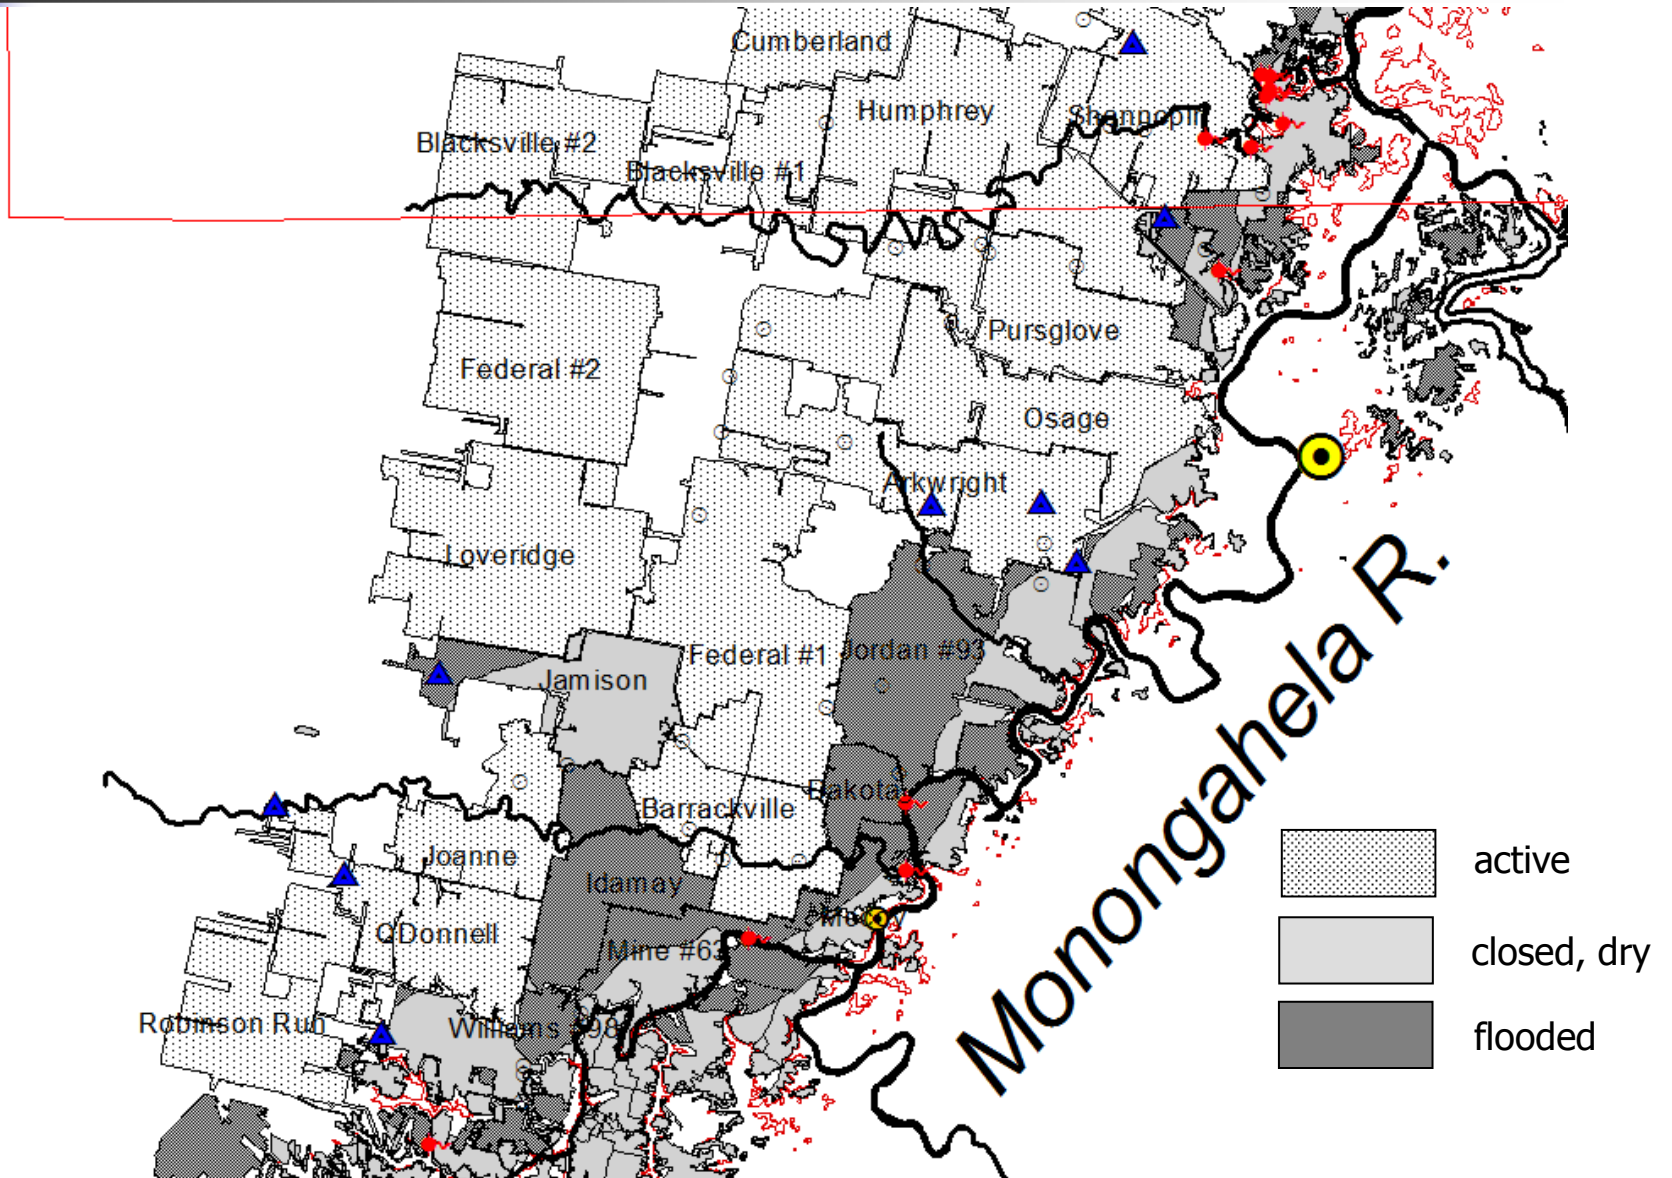 Cumberland
Humphrey
Shannopin
Blacksville #2
Blacksville #1
Pursglove
Federal #2
Osage
Arkwright
Loveridge
Federal #1
Jordan #93
Jamison
Monongahela R.
Dakota
Barrackville
Joanne
Idamay
ODonnell
Mine #63
Robinson Run
Williams #98
active
closed, dry
flooded